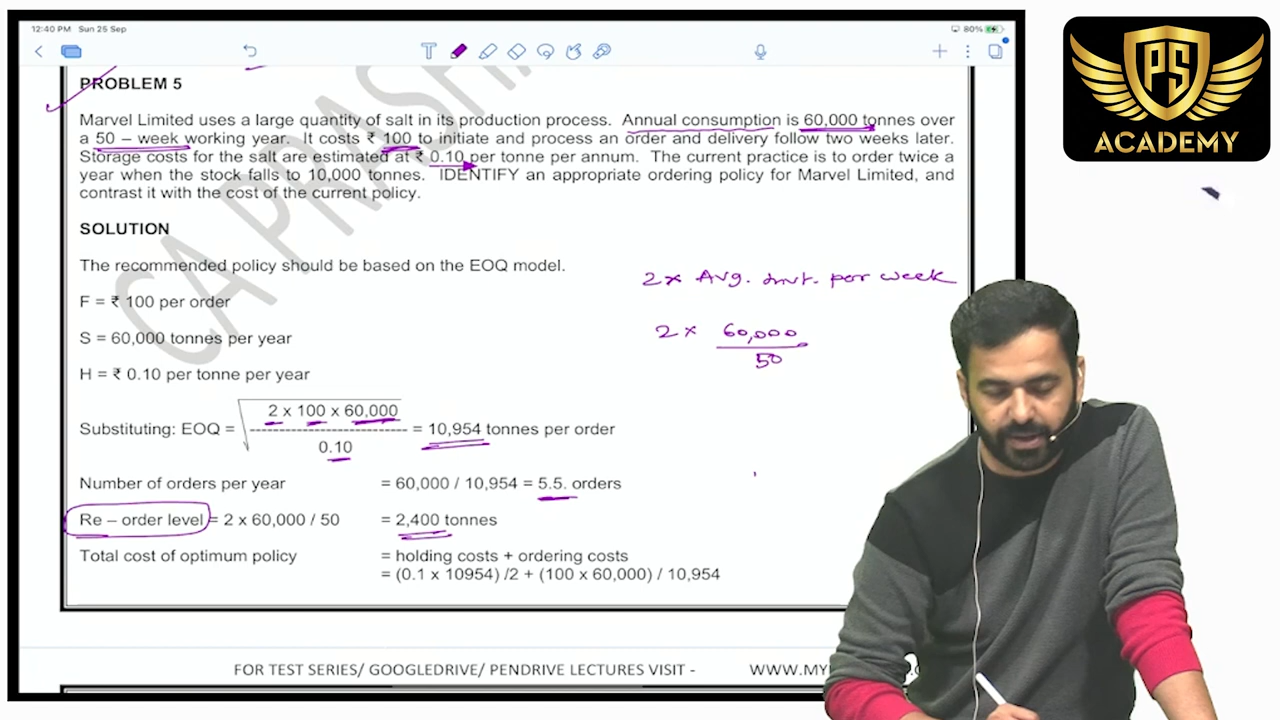 12:40 PM Sun 25 Sep
80%
PS
ACADEMY
PROBLEM 5
Marvel Limited uses a large quantity of salt in its production process. Annual consumption is 60,000 tonnes over
a 50 – week working year. It costs ₹ 100 to initiate and process an order and delivery follow two weeks later.
Storage costs for the salt are estimated at ₹ 0.10 per tonne per annum. The current practice is to order twice a
year when the stock falls to 10,000 tonnes. IDENTIFY an appropriate ordering policy for Marvel Limited, and
contrast it with the cost of the current policy.
SOLUTION
The recommended policy should be based on the EOQ model.
2 x Avg. Invt. per week
F = ₹ 100 per order
2 x 60,000
50
S = 60,000 tonnes per year
H = ₹ 0.10 per tonne per year
2 x 100 x 60,000
Substituting: EOQ = √ ---------------- = 10,954 tonnes per order
0.10
Number of orders per year = 60,000 / 10,954 = 5.5. orders
Re – order level = 2 x 60,000 / 50 = 2,400 tonnes
Total cost of optimum policy = holding costs + ordering costs
= (0.1 x 10954) /2 + (100 x 60,000) / 10,954
FOR TEST SERIES/ GOOGLEDRIVE/ PENDRIVE LECTURES VISIT -